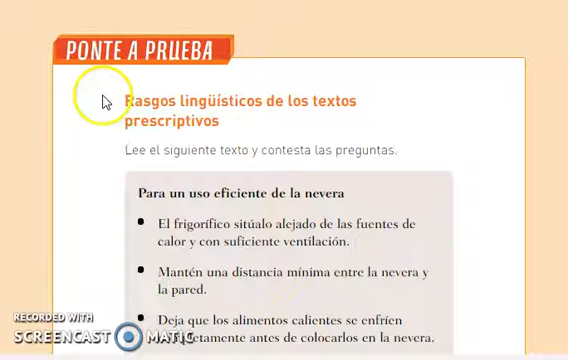 PONTE A PRUEBA
Rasgos lingüísticos de los textos
prescriptivos
Lee el siguiente texto y contesta las preguntas.
Para un uso eficiente de la nevera
• El frigorífico sitúalo alejado de las fuentes de
calor y con suficiente ventilación.
• Mantén una distancia mínima entre la nevera y
la pared.
• Deja que los alimentos calientes se enfríen
antes de colocarlos en la nevera.
RECORDED WITH
SCREENCAST MATIC